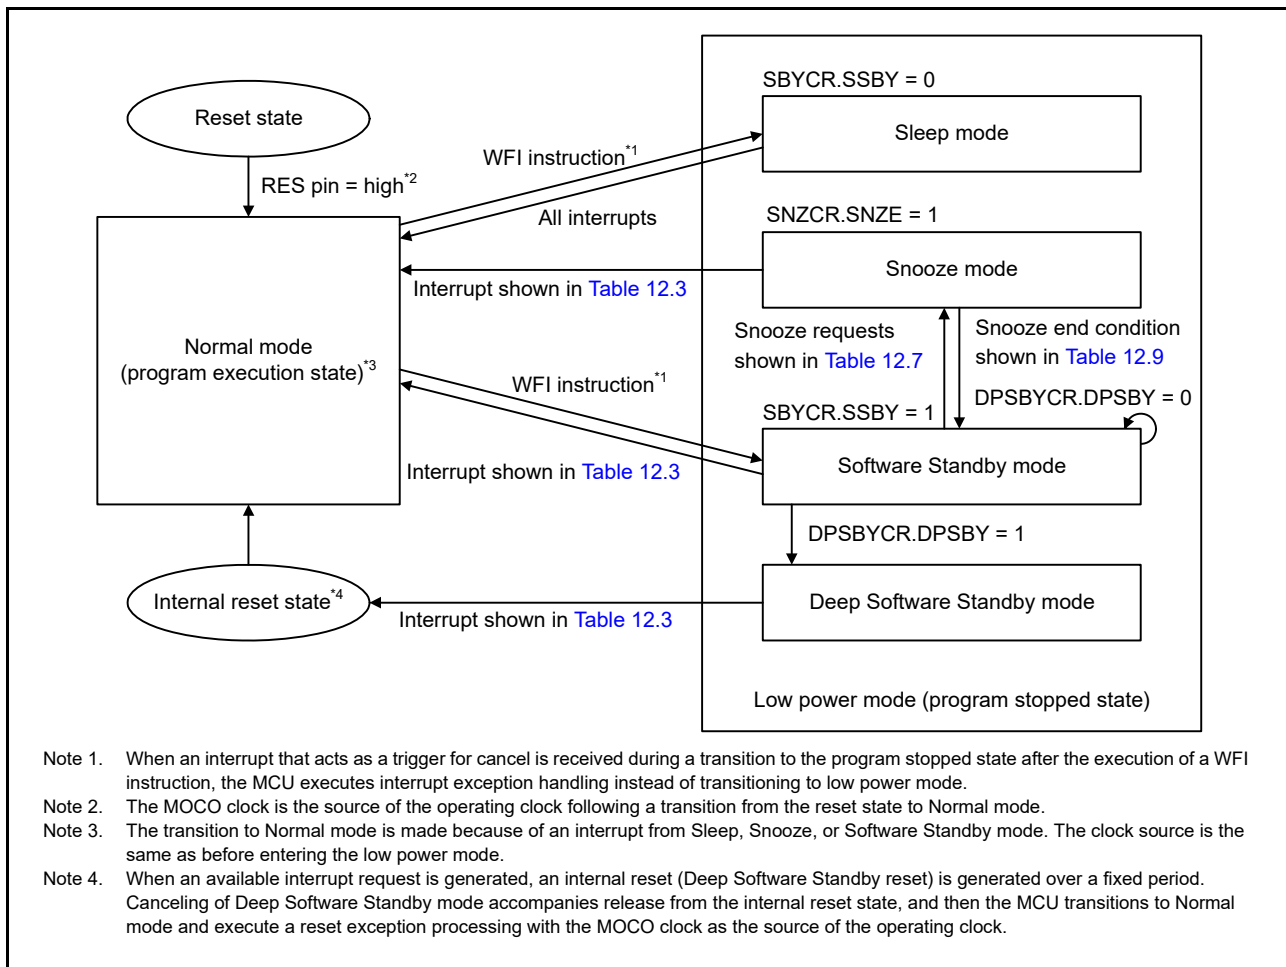 SBYCR.SSBY = 0
Reset state
Sleep mode
WFI instruction*1
RES pin = high*2
All interrupts
SNZCR.SNZE = 1
Snooze mode
Interrupt shown in Table 12.3
Snooze requests
shown in Table 12.7
Snooze end condition
shown in Table 12.9
Normal mode
(program execution state)*3
WFI instruction*1
DPSBYCR.DPSBY = 0
SBYCR.SSBY = 1
Software Standby mode
Interrupt shown in Table 12.3
DPSBYCR.DPSBY = 1
Internal reset state*4
Deep Software Standby mode
Interrupt shown in Table 12.3
Low power mode (program stopped state)
Note 1. When an interrupt that acts as a trigger for cancel is received during a transition to the program stopped state after the execution of a WFI
instruction, the MCU executes interrupt exception handling instead of transitioning to low power mode.
Note 2. The MOCO clock is the source of the operating clock following a transition from the reset state to Normal mode.
Note 3. The transition to Normal mode is made because of an interrupt from Sleep, Snooze, or Software Standby mode. The clock source is the
same as before entering the low power mode.
Note 4. When an available interrupt request is generated, an internal reset (Deep Software Standby reset) is generated over a fixed period.
Canceling of Deep Software Standby mode accompanies release from the internal reset state, and then the MCU transitions to Normal
mode and execute a reset exception processing with the MOCO clock as the source of the operating clock.